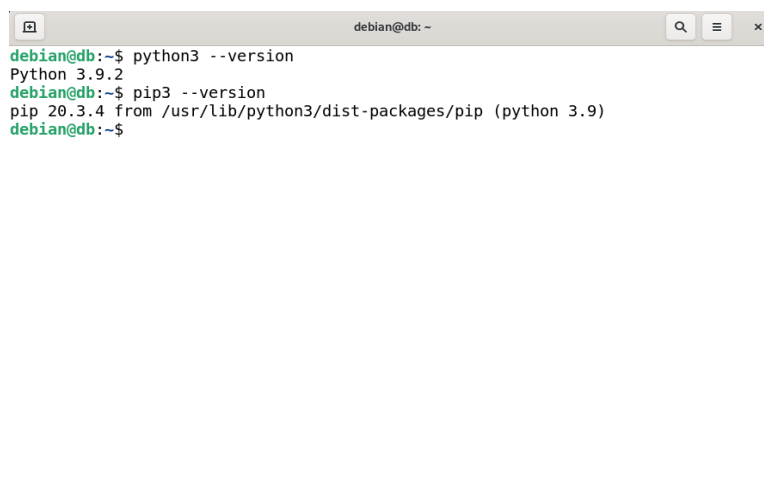 debian@db: ~
debian@db:~$ python3 --version
Python 3.9.2
debian@db:~$ pip3 --version
pip 20.3.4 from /usr/lib/python3/dist-packages/pip (python 3.9)
debian@db:~$